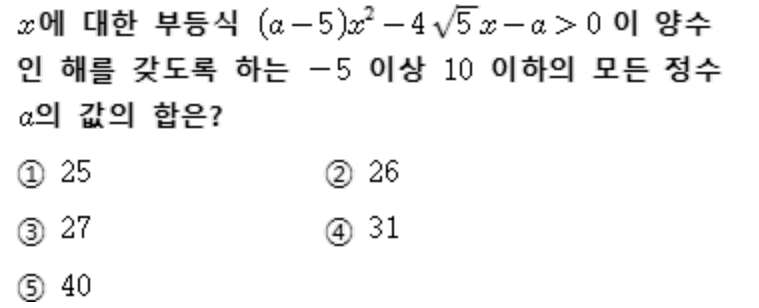 x에 대한 부등식 (a−5)x²−4√5x−a>0 이 양수
인 해를 갖도록 하는 −5 이상 10 이하의 모든 정수
a의 값의 합은?
① 25 ② 26
③ 27 ④ 31
⑤ 40